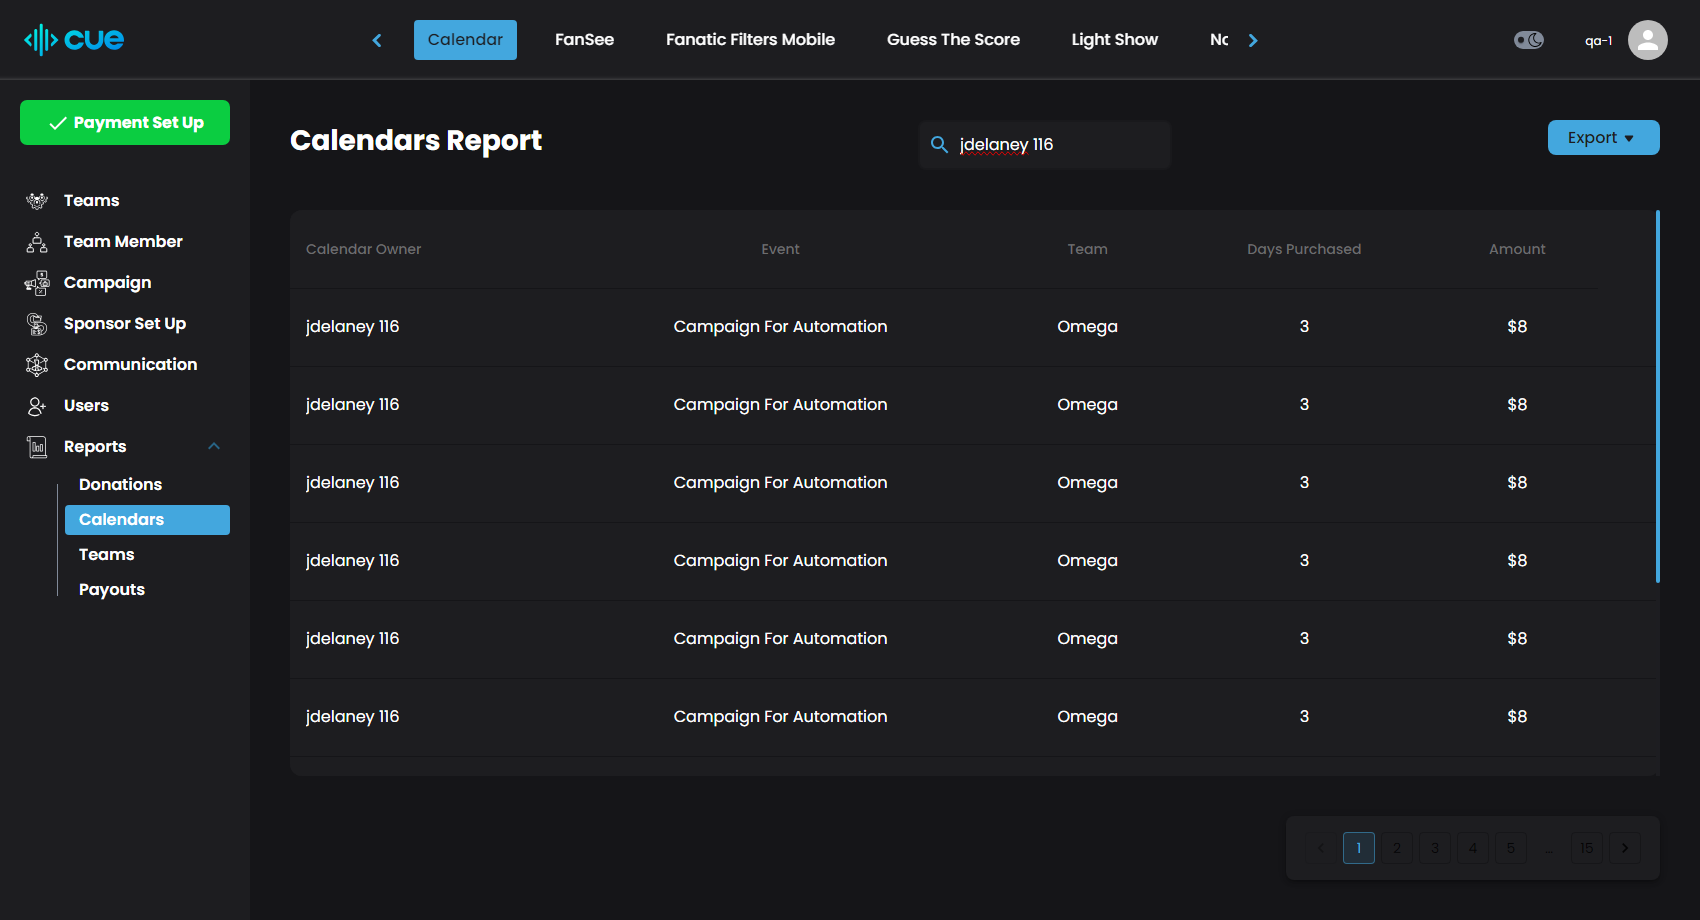 cue
Calendar FanSee Fanatic Filters Mobile Guess The Score Light Show
qa-1
Payment Set Up
Teams
Team Member
Campaign
Sponsor Set Up
Communication
Users
Reports
Donations
Calendars
Teams
Payouts
Calendars Report
jdelaney 116
Export
Calendar Owner Event Team Days Purchased Amount
jdelaney 116 Campaign For Automation Omega 3 $8
jdelaney 116 Campaign For Automation Omega 3 $8
jdelaney 116 Campaign For Automation Omega 3 $8
jdelaney 116 Campaign For Automation Omega 3 $8
jdelaney 116 Campaign For Automation Omega 3 $8
jdelaney 116 Campaign For Automation Omega 3 $8
1 2 3 4 5 ... 15